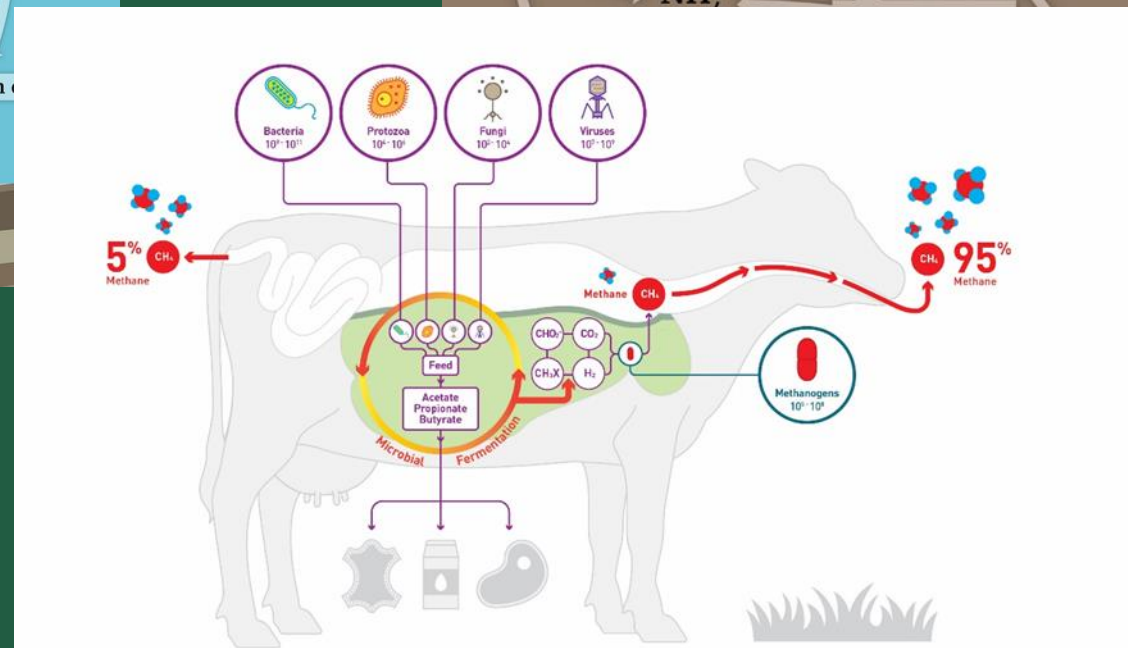 NH,
Bacteria
Protozoa
Fungi
Viruses
5%
CH₄
Methane
Methane
CH₄
CH₄
95%
Methane
CHO₂⁻
CO₂
CH₃X
H₂
Feed
Acetate
Propionate
Butyrate
Microbial
Fermentation
Methanogens